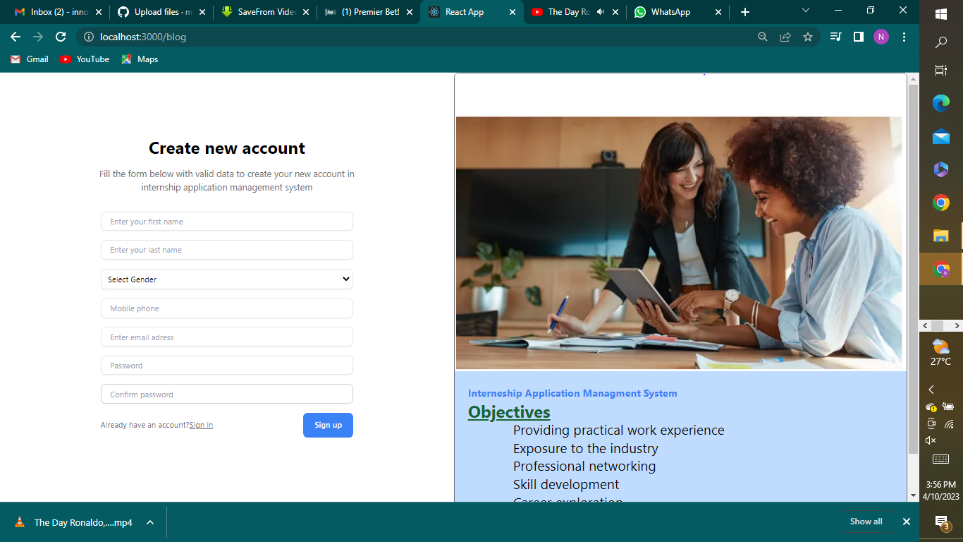 Inbox (2) - inno
Upload files - m
SaveFrom Vide
(1) Premier Bet!
React App
The Day Ro
WhatsApp
localhost:3000/blog
N
Gmail
YouTube
Maps
Create new account
Fill the form below with valid data to create your new account in
internship application management system
Enter your first name
Enter your last name
Select Gender
Mobile phone
Enter email adress
Password
Confirm password
Already have an account?Sign in
Sign up
Interneship Application Managment System
Objectives
Providing practical work experience
Exposure to the industry
Professional networking
Skill development
Career exploration
The Day Ronaldo,....mp4
Show all
27°C
3:56 PM
4/10/2023
3